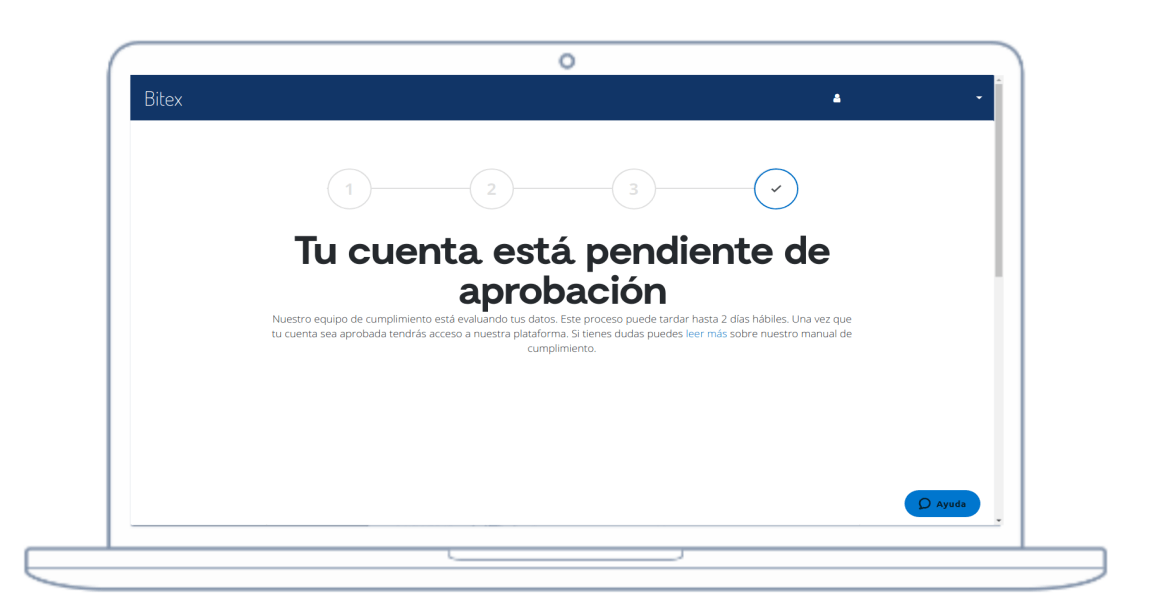 Bitex
1
2
3
Tu cuenta está pendiente de
aprobación
Nuestro equipo de cumplimiento está evaluando tus datos. Este proceso puede tardar hasta 2 días hábiles. Una vez que
tu cuenta sea aprobada tendrás acceso a nuestra plataforma. Si tienes dudas puedes leer más sobre nuestro manual de
cumplimiento.
Ayuda